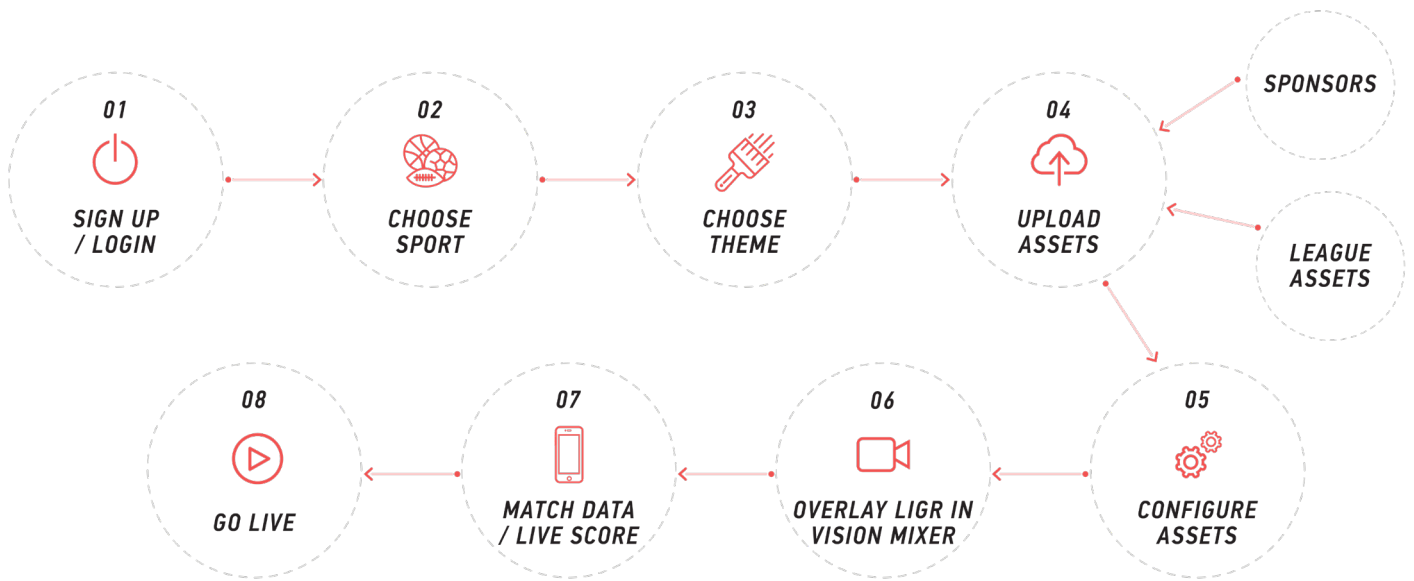 01
SIGN UP
/ LOGIN
02
CHOOSE
SPORT
03
CHOOSE
THEME
04
UPLOAD
ASSETS
SPONSORS
LEAGUE
ASSETS
05
CONFIGURE
ASSETS
06
OVERLAY LIGR IN
VISION MIXER
07
MATCH DATA
/ LIVE SCORE
08
GO LIVE